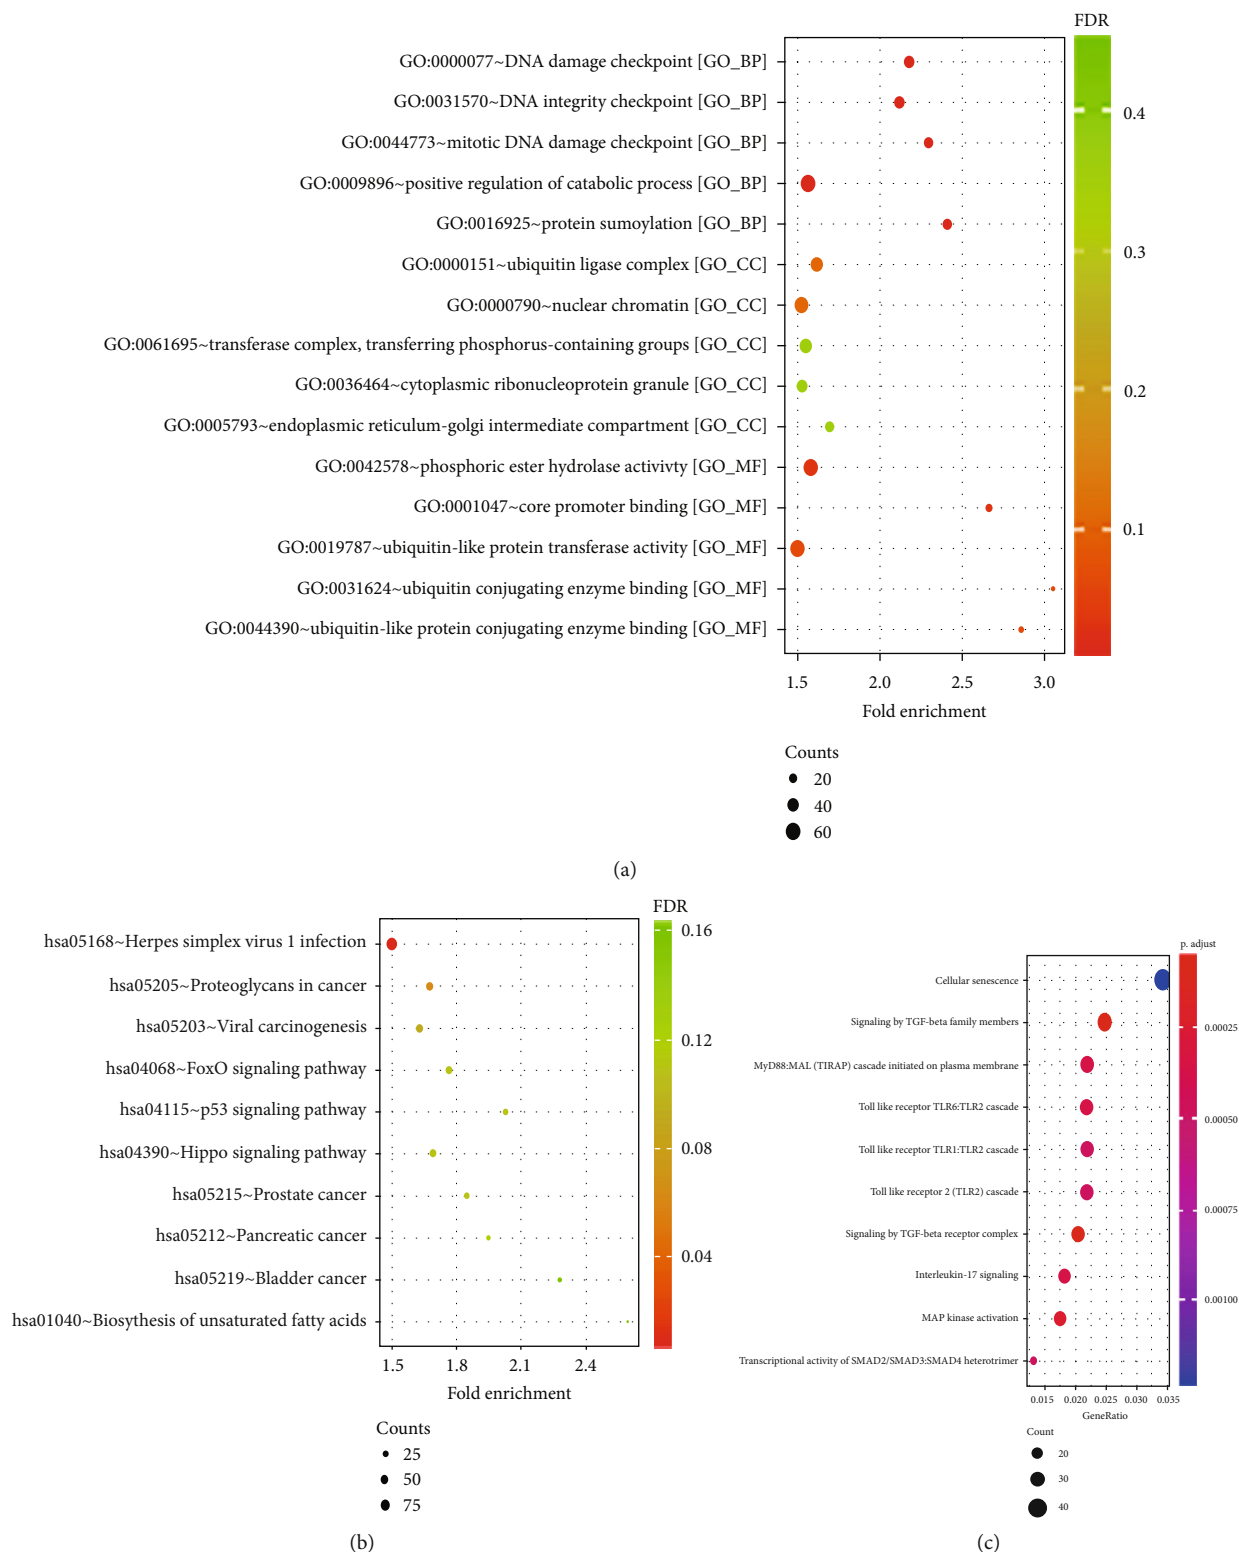 FDR
GO:0000077~DNA damage checkpoint [GO_BP]
GO:0031570~DNA integrity checkpoint [GO_BP]
GO:0044773~mitotic DNA damage checkpoint [GO_BP]
GO:0009896~positive regulation of catabolic process [GO_BP]
GO:0016925~protein sumoylation [GO_BP]
GO:0000151~ubiquitin ligase complex [GO_CC]
GO:0000790~nuclear chromatin [GO_CC]
GO:0061695~transferase complex, transferring phosphorus-containing groups [GO_CC]
GO:0036464~cytoplasmic ribonucleoprotein granule [GO_CC]
GO:0005793~endoplasmic reticulum-golgi intermediate compartment [GO_CC]
GO:0042578~phosphoric ester hydrolase activivty [GO_MF]
GO:0001047~core promoter binding [GO_MF]
GO:0019787~ubiquitin-like protein transferase activity [GO_MF]
GO:0031624~ubiquitin conjugating enzyme binding [GO_MF]
GO:0044390~ubiquitin-like protein conjugating enzyme binding [GO_MF]
0.4
0.3
0.2
0.1
1.5 2.0 2.5 3.0
Fold enrichment
Counts
20
40
60
(a)
FDR
hsa05168~Herpes simplex virus 1 infection
hsa05205~Proteoglycans in cancer
hsa05203~Viral carcinogenesis
hsa04068~FoxO signaling pathway
hsa04115~p53 signaling pathway
hsa04390~Hippo signaling pathway
hsa05215~Prostate cancer
hsa05212~Pancreatic cancer
hsa05219~Bladder cancer
hsa01040~Biosythesis of unsaturated fatty acids
0.16
0.12
0.08
0.04
1.5 1.8 2.1 2.4
Fold enrichment
Counts
25
50
75
(b)
p. adjust
Cellular senescence
Signaling by TGF-beta family members
MyD88:MAL (TIRAP) cascade initiated on plasma membrane
Toll like receptor TLR6:TLR2 cascade
Toll like receptor TLR1:TLR2 cascade
Toll like receptor 2 (TLR2) cascade
Signaling by TGF-beta receptor complex
Interleukin-17 signaling
MAP kinase activation
Transcriptional activity of SMAD2/SMAD3:SMAD4 heterotrimer
0.00025
0.00050
0.00075
0.00100
0.015 0.020 0.025 0.030 0.035
GeneRatio
Count
20
30
40
(c)